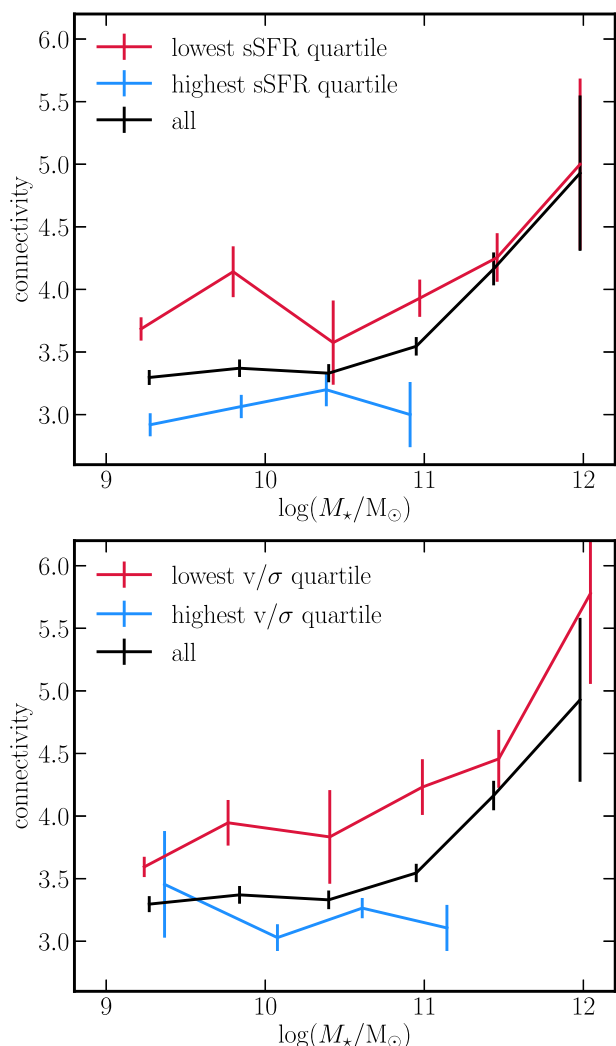 6.0
5.5
5.0
4.5
4.0
3.5
3.0
connectivity
lowest sSFR quartile
highest sSFR quartile
all
9 10 11 12
log(M⋆/M⊙)
6.0
5.5
5.0
4.5
4.0
3.5
3.0
connectivity
lowest v/σ quartile
highest v/σ quartile
all
9 10 11 12
log(M⋆/M⊙)